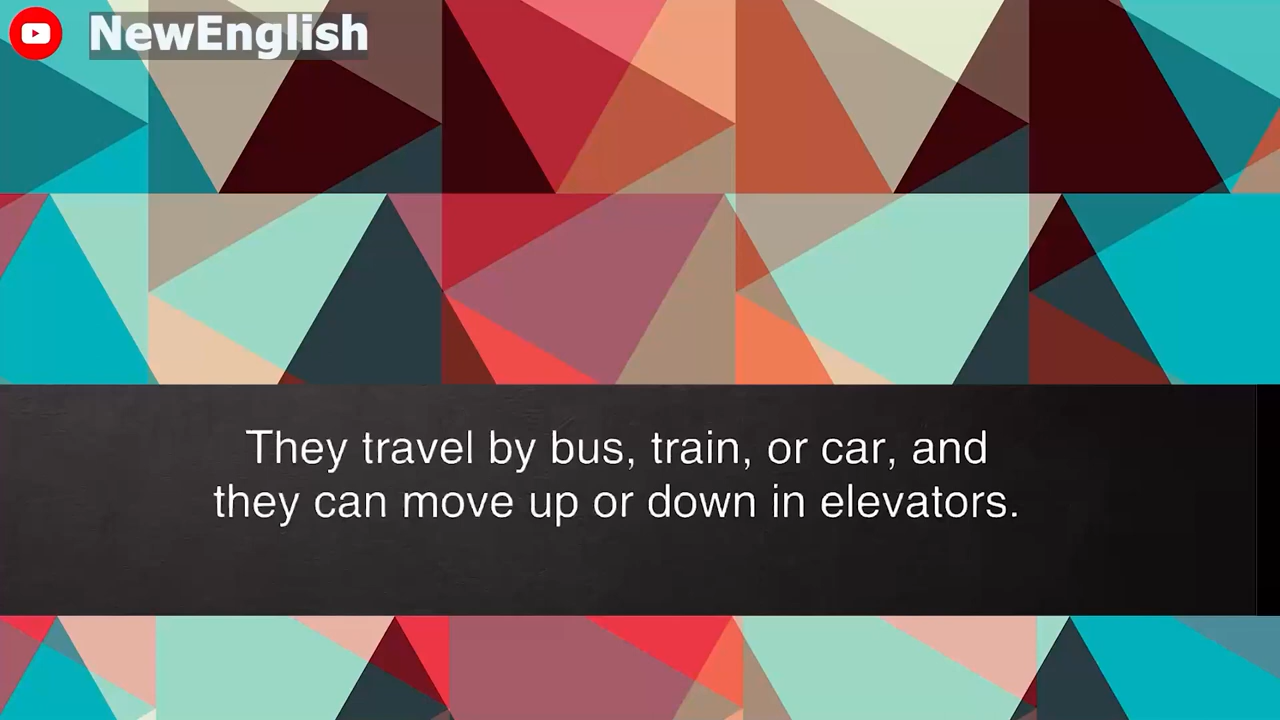 NewEnglish
They travel by bus, train, or car, and
they can move up or down in elevators.